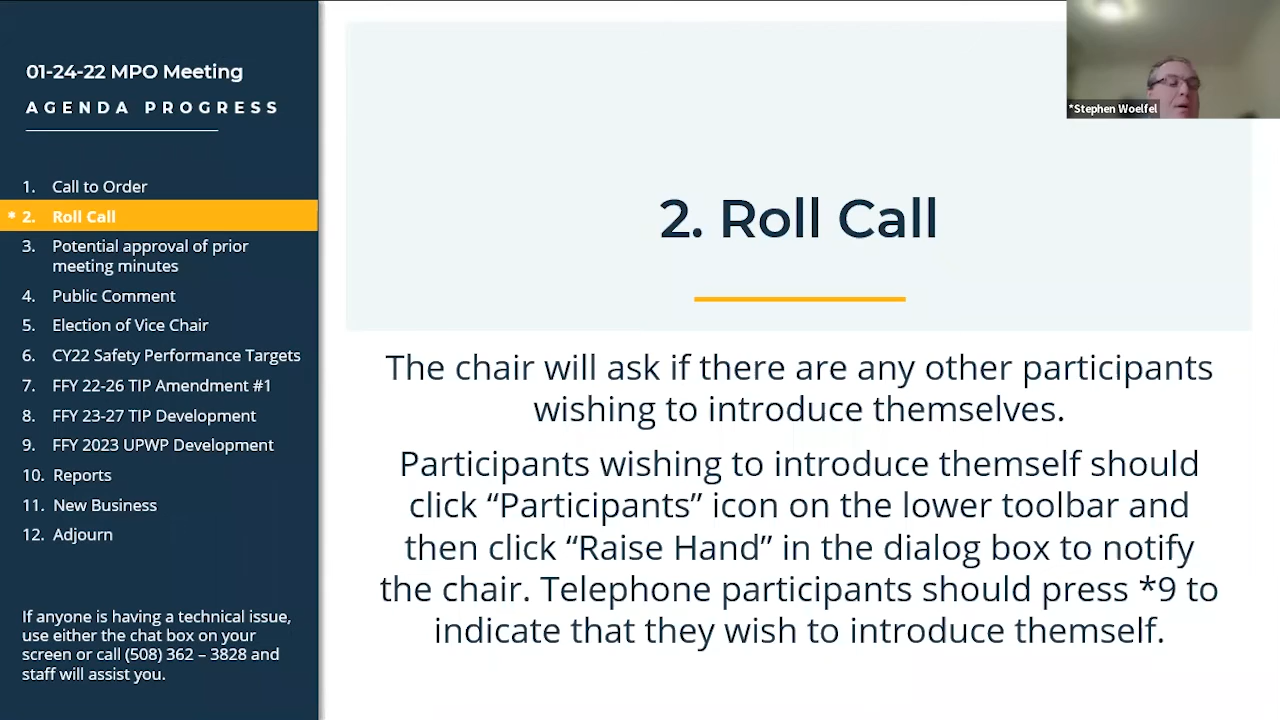 01-24-22 MPO Meeting
AGENDA PROGRESS
1. Call to Order
* 2. Roll Call
3. Potential approval of prior
meeting minutes
4. Public Comment
5. Election of Vice Chair
6. CY22 Safety Performance Targets
7. FFY 22-26 TIP Amendment #1
8. FFY 23-27 TIP Development
9. FFY 2023 UPWP Development
10. Reports
11. New Business
12. Adjourn
If anyone is having a technical issue,
use either the chat box on your
screen or call (508) 362 – 3828 and
staff will assist you.
2. Roll Call
The chair will ask if there are any other participants
wishing to introduce themselves.
Participants wishing to introduce themself should
click “Participants” icon on the lower toolbar and
then click “Raise Hand” in the dialog box to notify
the chair. Telephone participants should press *9 to
indicate that they wish to introduce themself.
*Stephen Woelfel